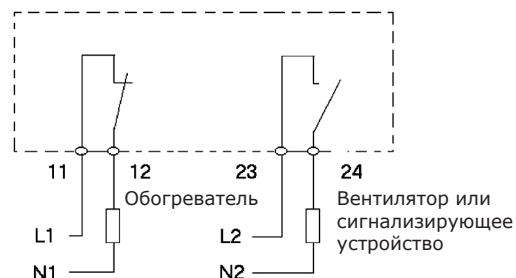 11 12 23 24
Обогреватель
Вентилятор или
сигнализирующее
устройство
L1 L2
N1 N2